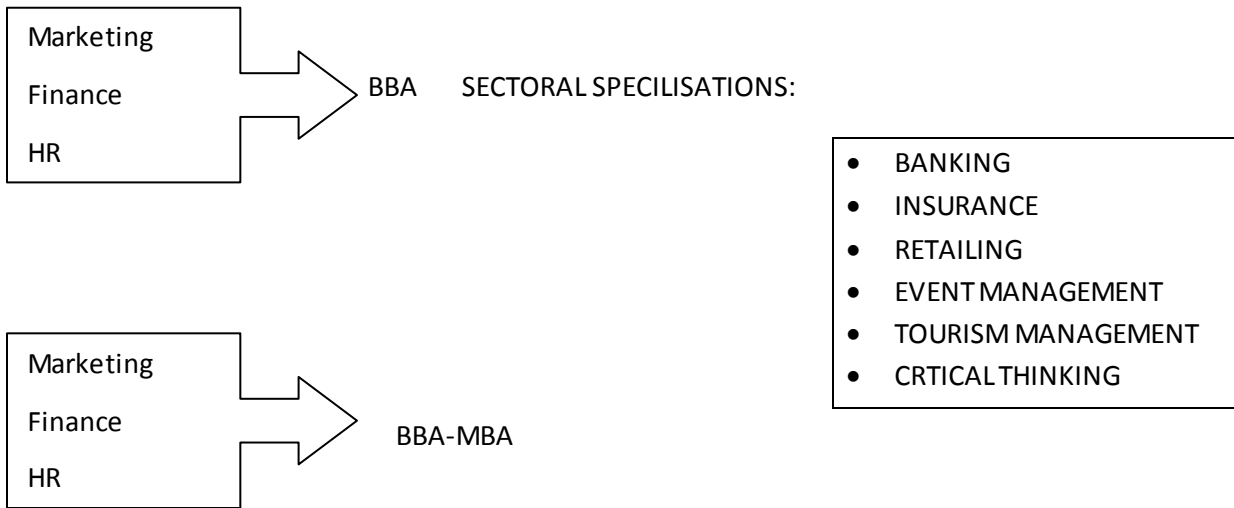 Marketing
Finance
HR
BBA SECTORAL SPECILISATIONS:
• BANKING
• INSURANCE
• RETAILING
• EVENT MANAGEMENT
• TOURISM MANAGEMENT
• CRTICAL THINKING
Marketing
Finance
HR
BBA-MBA